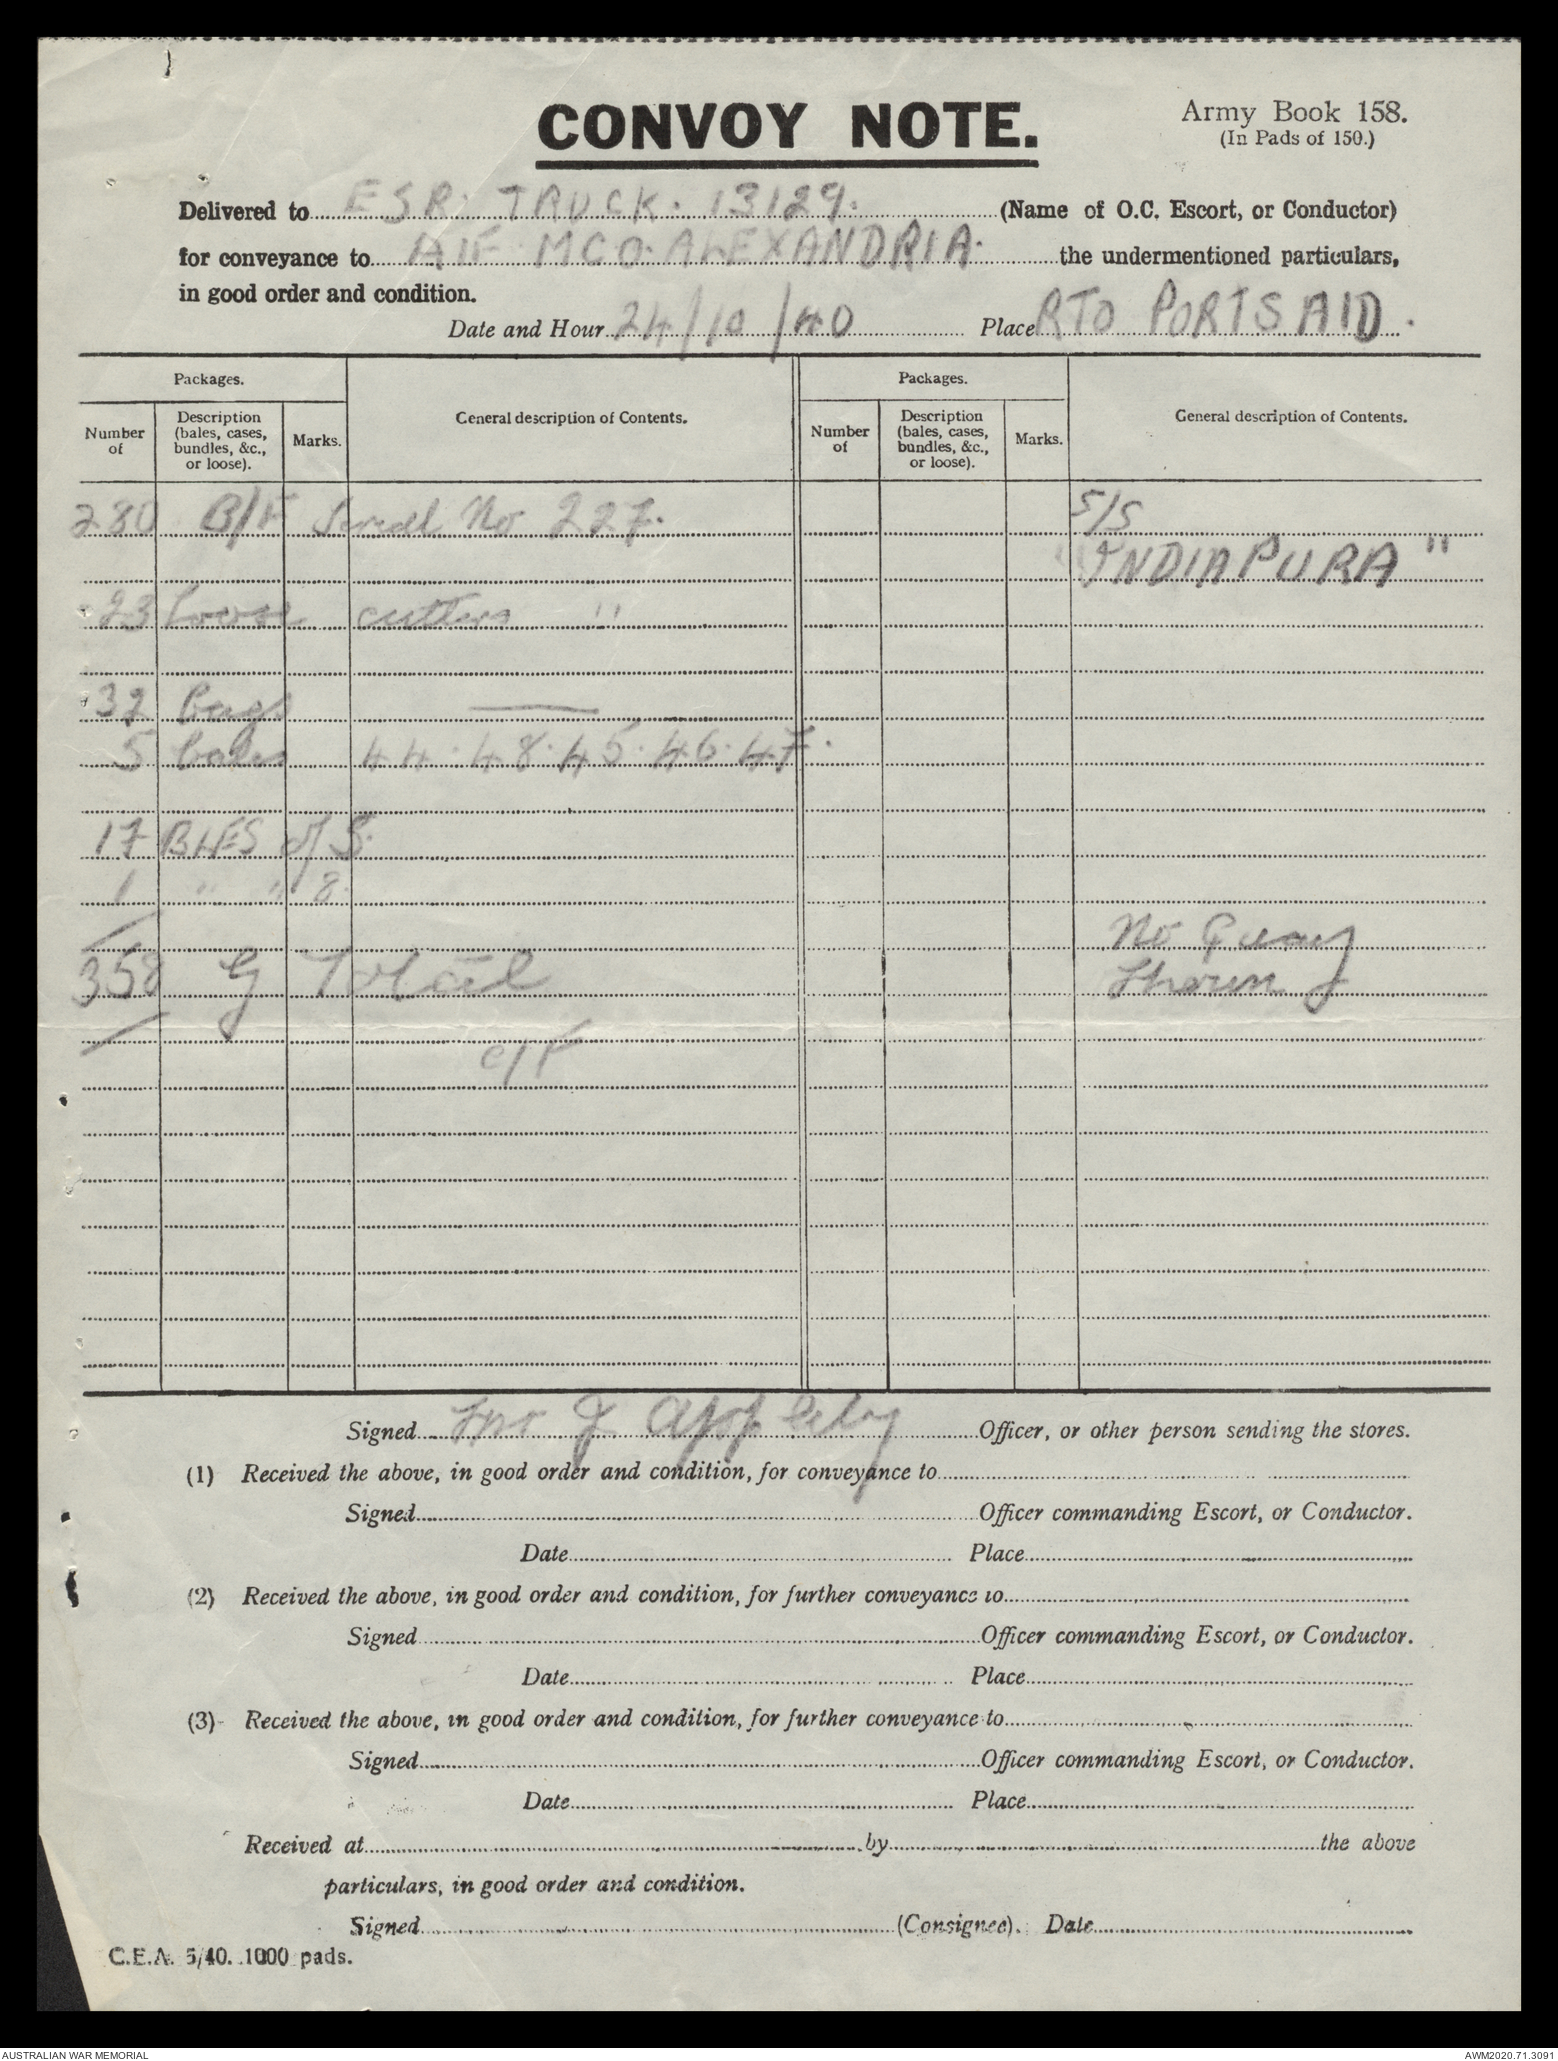 CONVOY NOTE.
Army Book 158.
(In Pads of 150.)
Delivered to ESR. TRUCK. 13129. (Name of O.C. Escort, or Conductor)
for conveyance to AIF MCO. ALEXANDRIA. the undermentioned particulars,
in good order and condition.
Date and Hour 24/10/40 Place RTO PORTSAID.
Packages. Packages.
Number of Description (bales, cases, bundles, &c., or loose). Marks. General description of Contents. Number of Description (bales, cases, bundles, &c., or loose). Marks. General description of Contents.
280 B/F Serial No 227. S/S
"INDIAPURA"
23 Loose cutters "
32 bags —
5 bales 44.48.45.46.47.
17 BLES of
1 " " 8.
No Quay
358 G Total Shewn
C/F
Signed J Appleby Officer, or other person sending the stores.
(1) Received the above, in good order and condition, for conveyance to
Signed Officer commanding Escort, or Conductor.
Date Place
(2) Received the above, in good order and condition, for further conveyance to
Signed Officer commanding Escort, or Conductor.
Date Place
(3) Received the above, in good order and condition, for further conveyance to
Signed Officer commanding Escort, or Conductor.
Date Place
Received at by the above
particulars, in good order and condition.
Signed (Consignee). Date
C.E.A. 5/40. 1000 pads.
AUSTRALIAN WAR MEMORIAL AWM2020.71.3091